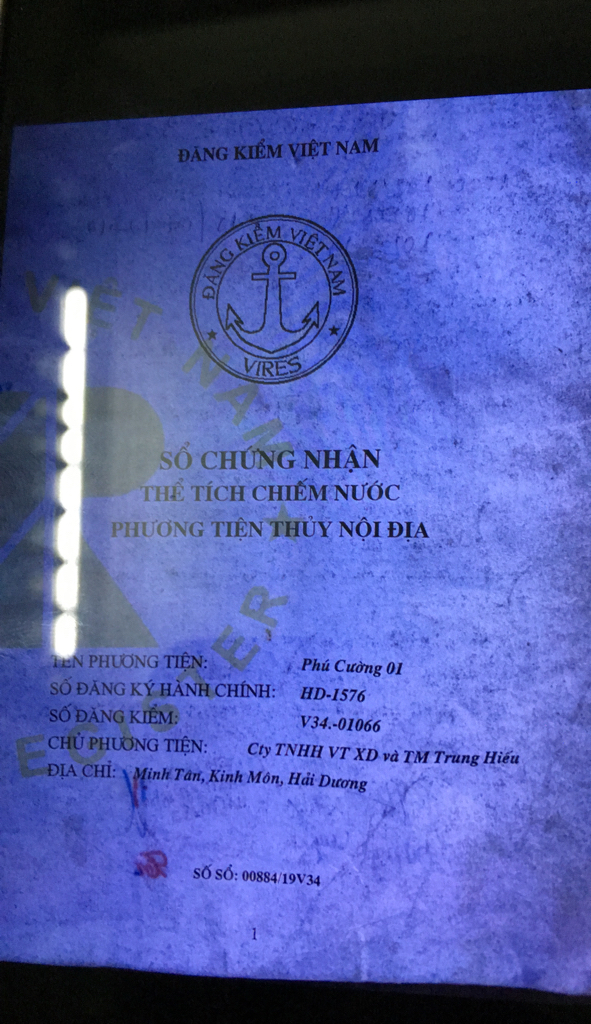 ĐĂNG KIỂM VIỆT NAM
ĐĂNG KIỂM VIỆT NAM
VIRES
VIỆT NAM
SỔ CHỨNG NHẬN
THỂ TÍCH CHIẾM NƯỚC
PHƯƠNG TIỆN THỦY NỘI ĐỊA
TÊN PHƯƠNG TIỆN: Phú Cường 01
SỐ ĐĂNG KÝ HÀNH CHÍNH: HD-1576
SỐ ĐĂNG KIỂM: V34.-01066
CHỦ PHƯƠNG TIỆN: Cty TNHH VT XD và TM Trung Hiếu
ĐỊA CHỈ: Minh Tân, Kinh Môn, Hải Dương
SỐ SỔ: 00884/19V34
1